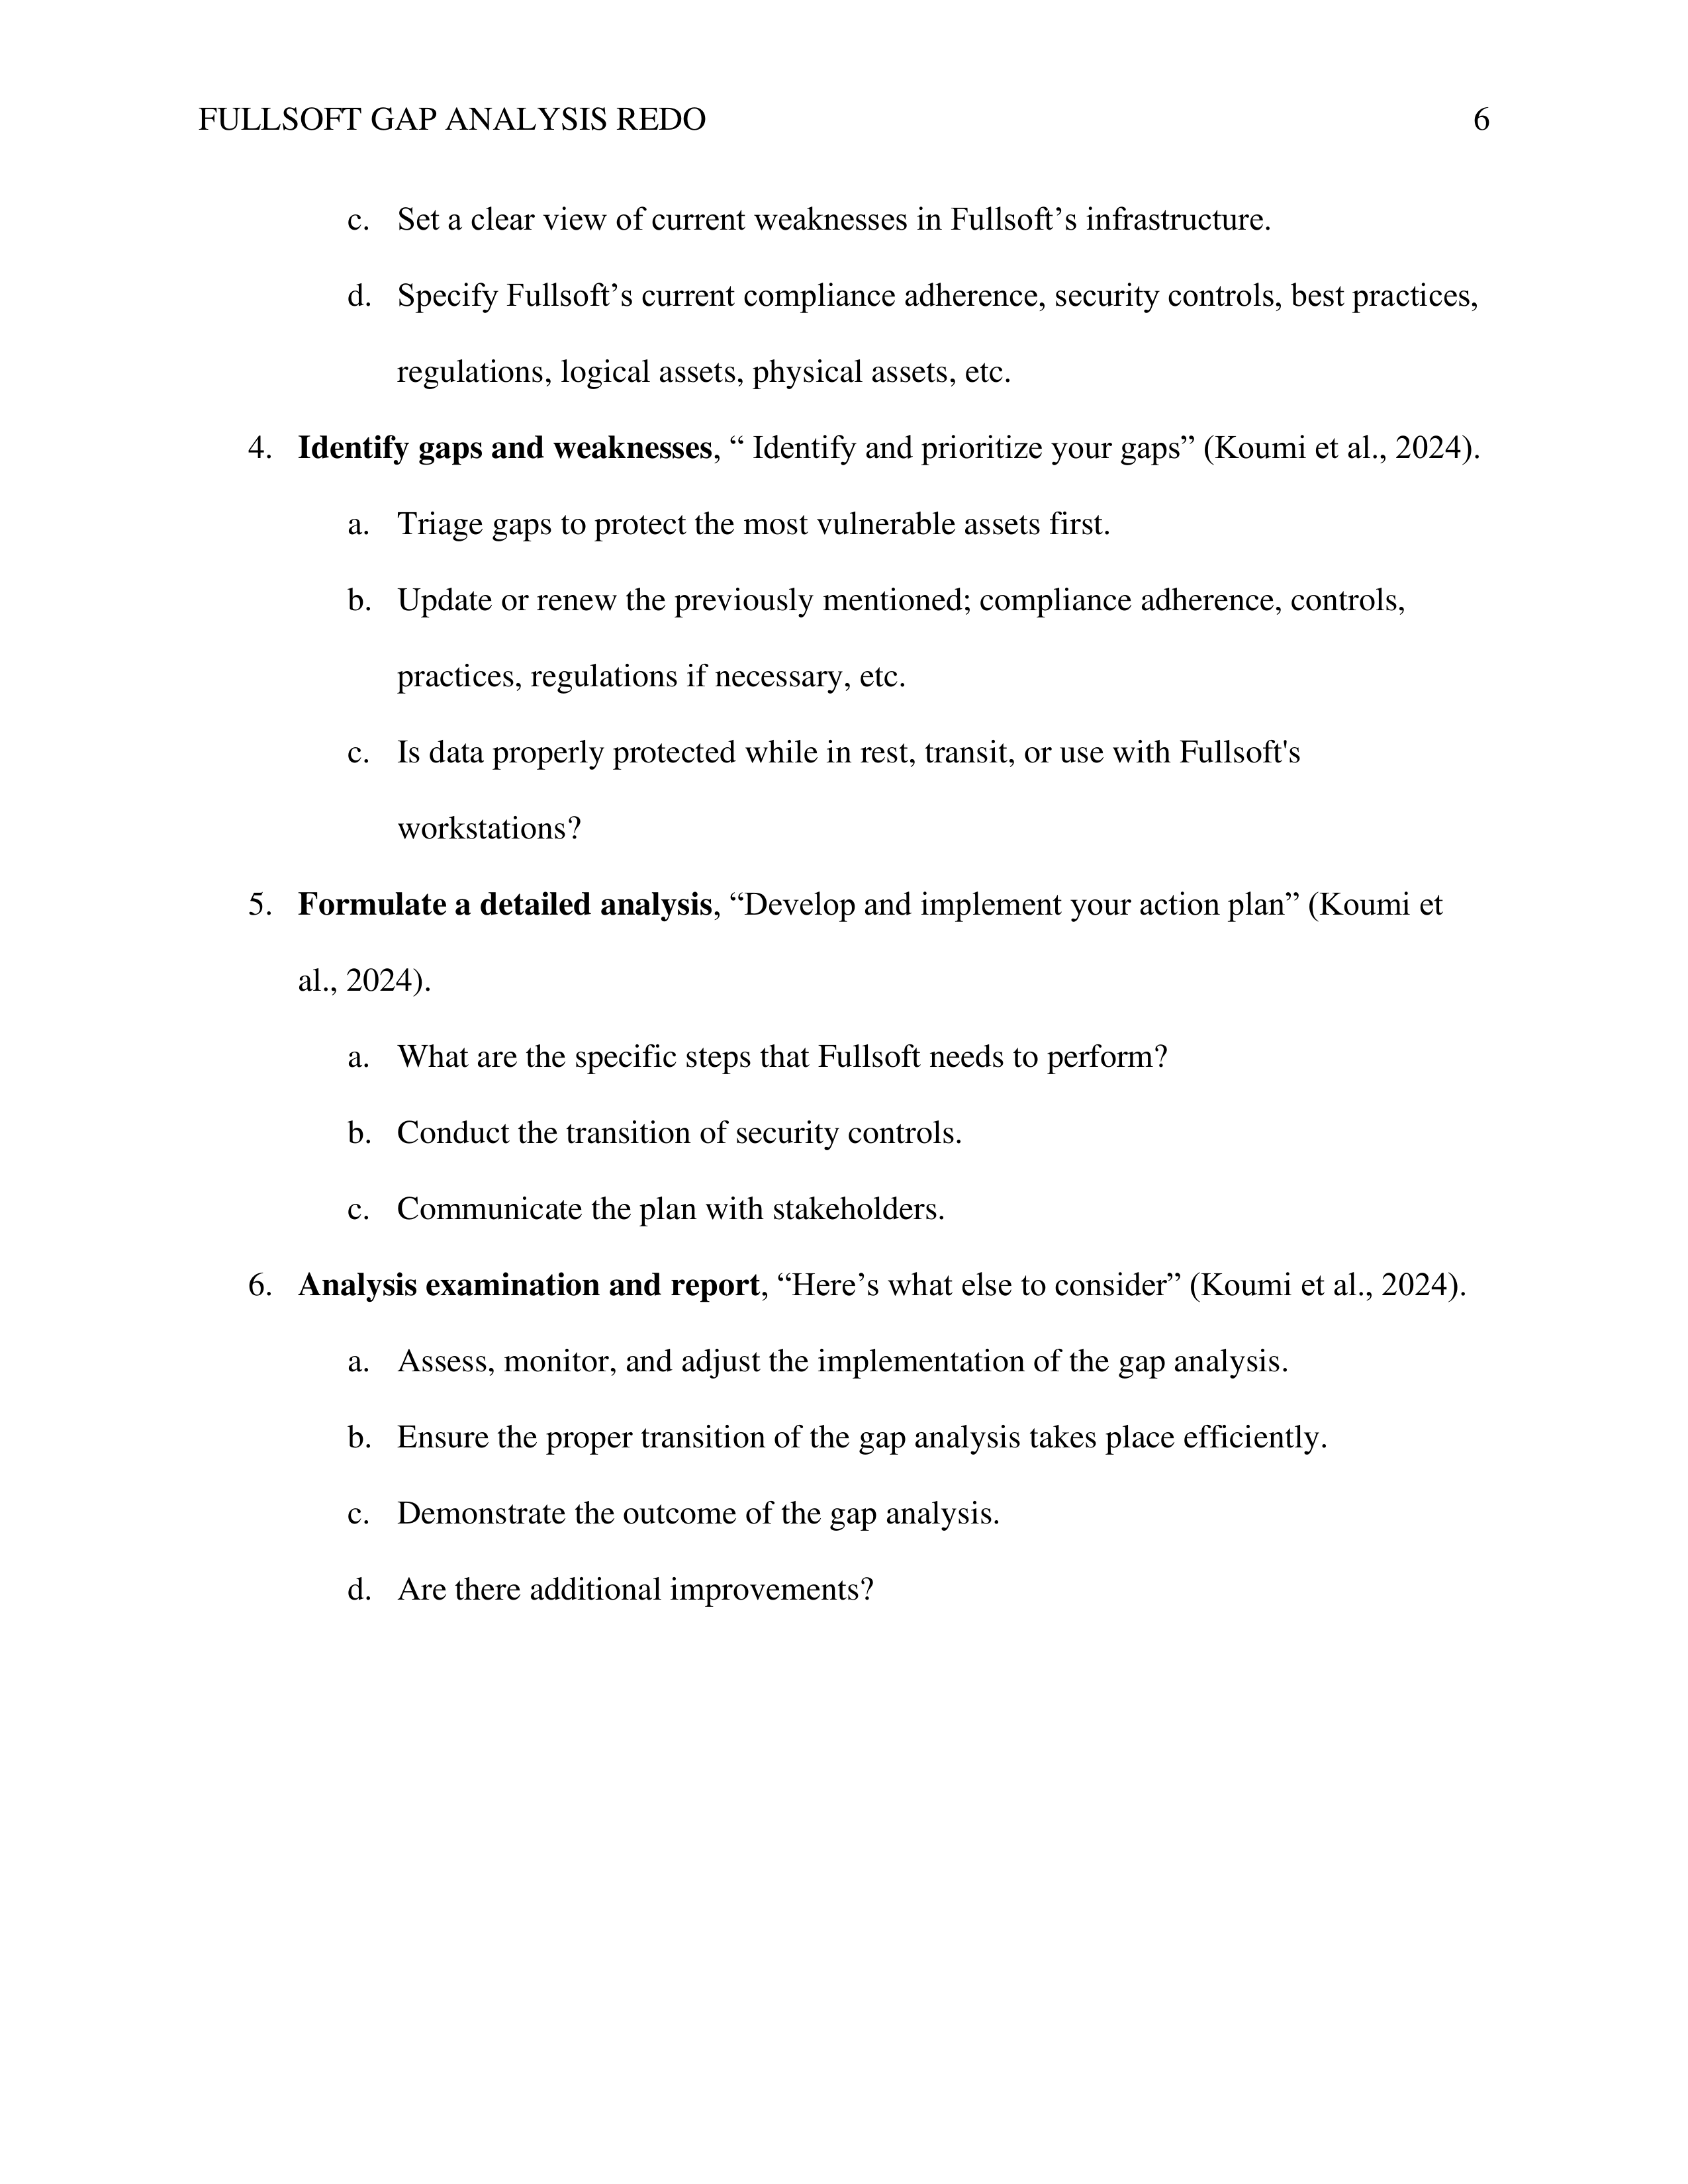 FULLSOFT GAP ANALYSIS REDO 6
c. Set a clear view of current weaknesses in Fullsoft’s infrastructure.
d. Specify Fullsoft’s current compliance adherence, security controls, best practices,
regulations, logical assets, physical assets, etc.
4. Identify gaps and weaknesses, “ Identify and prioritize your gaps” (Koumi et al., 2024).
a. Triage gaps to protect the most vulnerable assets first.
b. Update or renew the previously mentioned; compliance adherence, controls,
practices, regulations if necessary, etc.
c. Is data properly protected while in rest, transit, or use with Fullsoft's
workstations?
5. Formulate a detailed analysis, “Develop and implement your action plan” (Koumi et
al., 2024).
a. What are the specific steps that Fullsoft needs to perform?
b. Conduct the transition of security controls.
c. Communicate the plan with stakeholders.
6. Analysis examination and report, “Here’s what else to consider” (Koumi et al., 2024).
a. Assess, monitor, and adjust the implementation of the gap analysis.
b. Ensure the proper transition of the gap analysis takes place efficiently.
c. Demonstrate the outcome of the gap analysis.
d. Are there additional improvements?